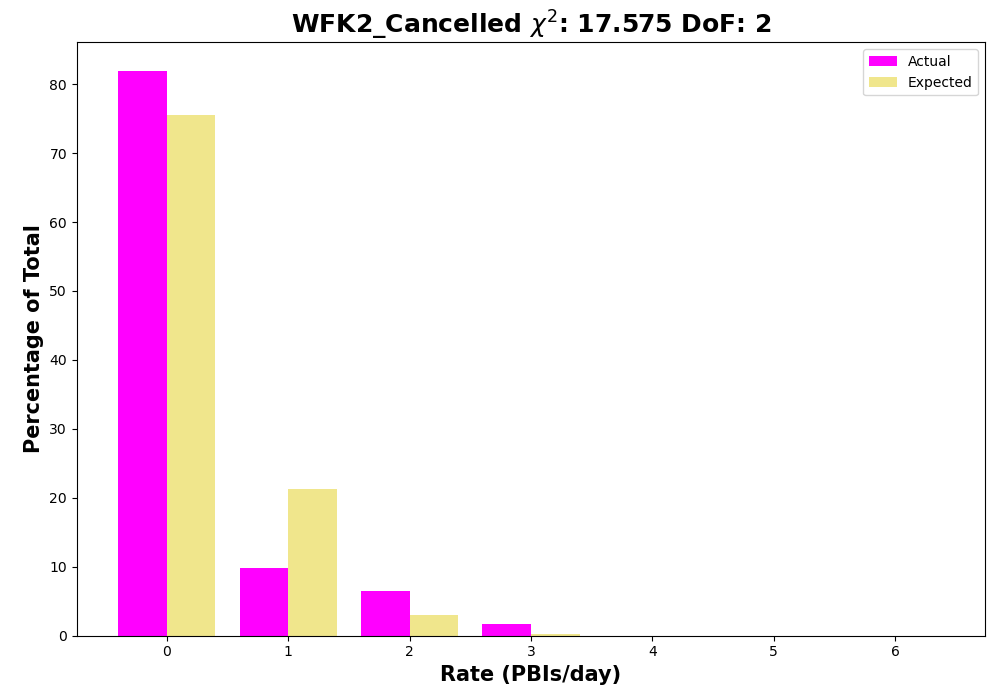 WFK2_Cancelled χ²: 17.575 DoF: 2
Actual
Expected
Percentage of Total
80
70
60
50
40
30
20
10
0
0 1 2 3 4 5 6
Rate (PBIs/day)